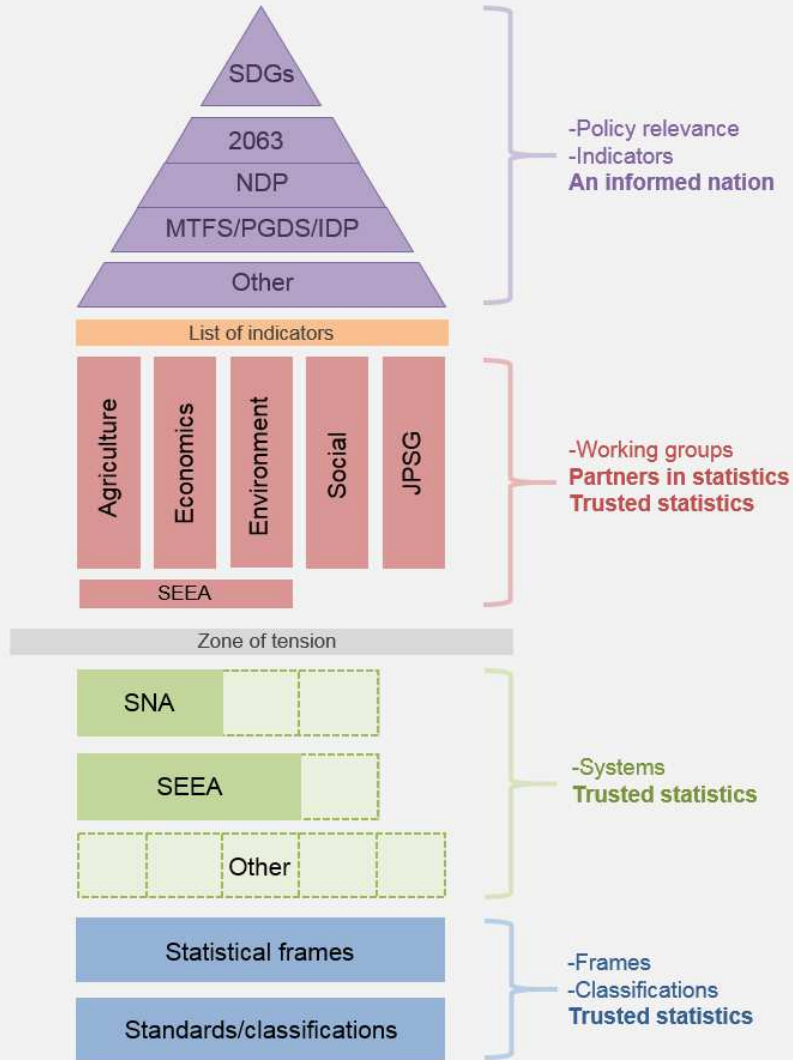 SDGs
2063
NDP
MTFS/PGDS/IDP
Other
-Policy relevance
-Indicators
An informed nation
List of indicators
Agriculture
Economics
Environment
Social
JPSG
SEEA
-Working groups
Partners in statistics
Trusted statistics
Zone of tension
SNA
SEEA
Other
-Systems
Trusted statistics
Statistical frames
Standards/classifications
-Frames
-Classifications
Trusted statistics